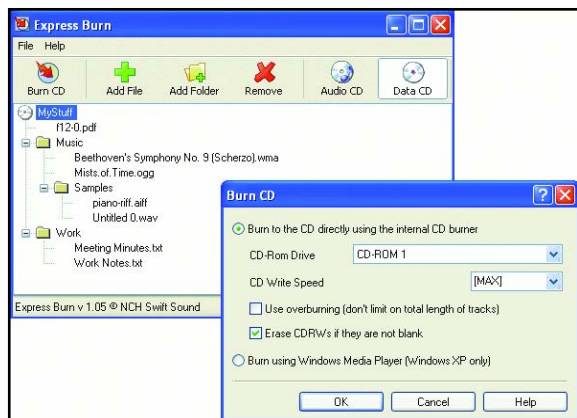 Express Burn
File Help
Burn CD Add File Add Folder Remove Audio CD Data CD
MyStuff
f12-0.pdf
Music
Beethoven's Symphony No. 9 (Scherzo).wma
Mists.of.Time.ogg
Samples
piano-riff.aiff
Untitled 0.wav
Work
Meeting Minutes.txt
Work Notes.txt
Express Burn v 1.05 © NCH Swift Sound
Burn CD
Burn to the CD directly using the internal CD burner
CD-Rom Drive CD-ROM 1
CD Write Speed [MAX]
Use overburning (don't limit on total length of tracks)
Erase CDRWs if they are not blank
Burn using Windows Media Player (Windows XP only)
OK Cancel Help